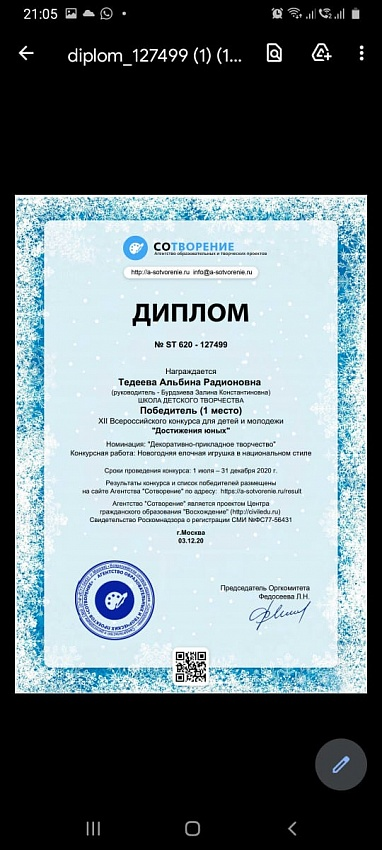 21:05
diplom_127499 (1) (1...
СОТВОРЕНИЕ
Агентство образовательных и творческих проектов
http://a-sotvorenie.ru info@a-sotvorenie.ru
ДИПЛОМ
№ ST 620 - 127499
Награждается
Тедеева Альбина Радионовна
(руководитель - Бурдзиева Залина Константиновна)
ШКОЛА ДЕТСКОГО ТВОРЧЕСТВА
Победитель (1 место)
XII Всероссийского конкурса для детей и молодежи
"Достижения юных"
Номинация: "Декоративно-прикладное творчество"
Конкурсная работа: Новогодняя елочная игрушка в национальном стиле
Сроки проведения конкурса: 1 июля – 31 декабря 2020 г.
Результаты конкурса и список победителей размещены
на сайте Агентства "Сотворение" по адресу: https://a-sotvorenie.ru/result
Агентство "Сотворение" является проектом Центра
гражданского образования "Восхождение" (http://civiledu.ru)
Свидетельство Роскомнадзора о регистрации СМИ №ФС77-56431
г.Москва
03.12.20
Председатель Оргкомитета
Федосеева Л.Н.